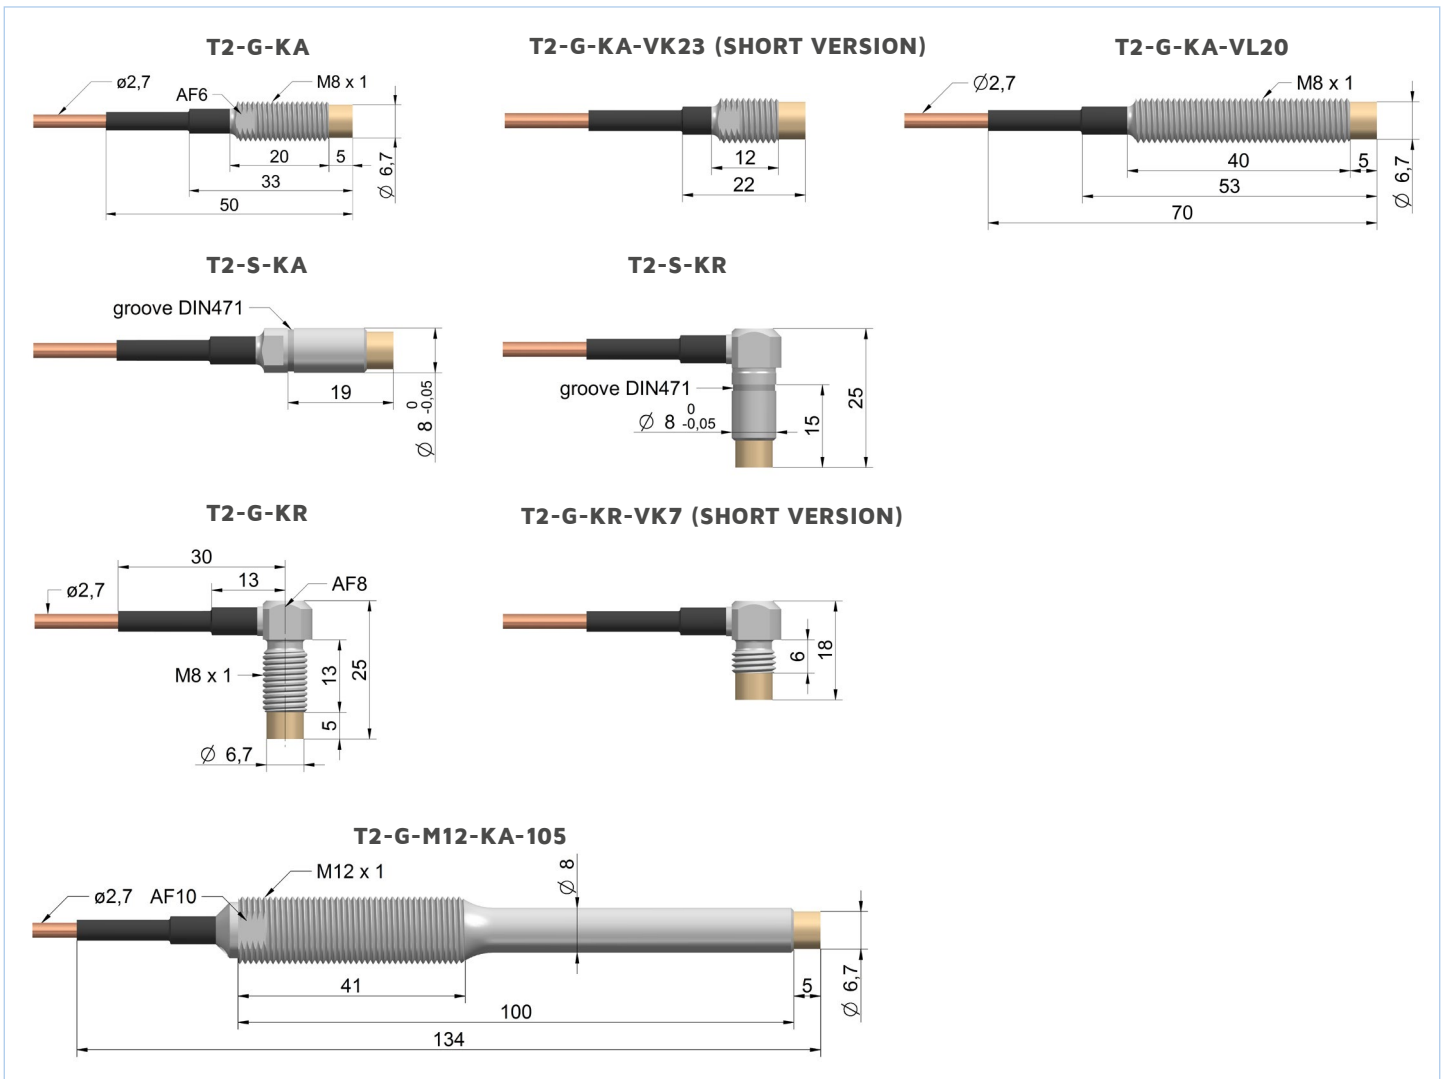 T2-G-KA
ø2,7
AF6
M8 x 1
20
5
33
50
Ø 6,7
T2-G-KA-VK23 (SHORT VERSION)
12
22
T2-G-KA-VL20
Ø2,7
M8 x 1
40
5
53
70
Ø 6,7
T2-S-KA
groove DIN471
19
Ø 8 0 -0,05
T2-S-KR
groove DIN471
Ø 8 0 -0,05
15
25
T2-G-KR
30
13
ø2,7
AF8
M8 x 1
13
25
5
Ø 6,7
T2-G-KR-VK7 (SHORT VERSION)
6
18
T2-G-M12-KA-105
M12 x 1
Ø 8
ø2,7
AF10
41
5
100
134
Ø 6,7